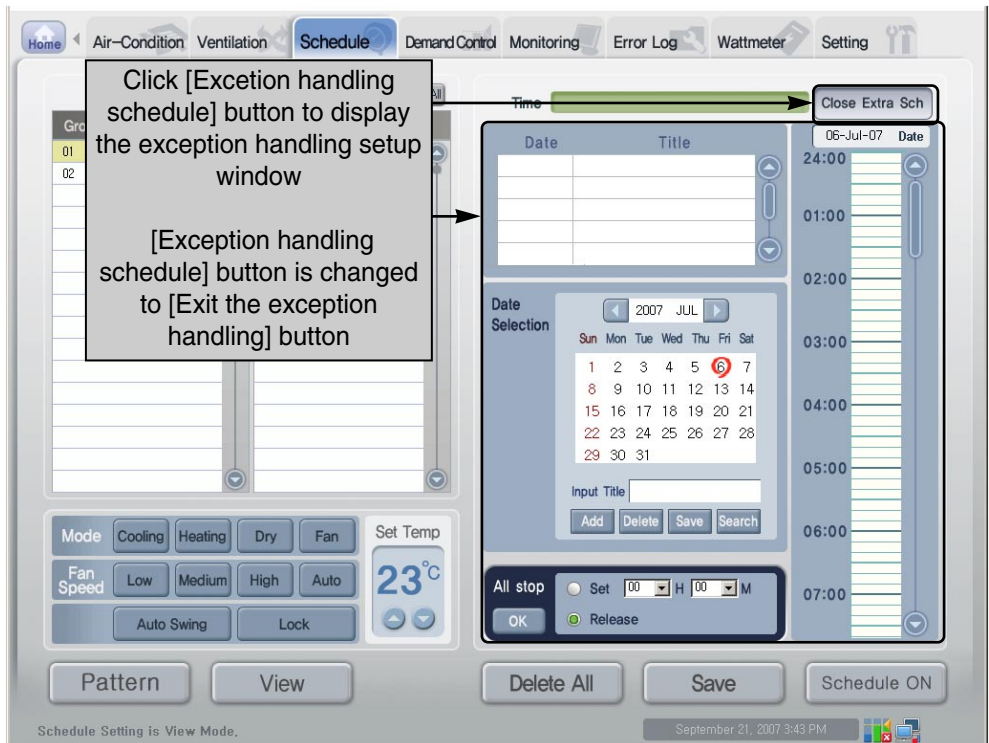 Home Air-Condition Ventilation Schedule Demand Control Monitoring Error Log Wattmeter Setting
Click [Excetion handling
schedule] button to display
the exception handling setup
window
[Exception handling
schedule] button is changed
to [Exit the exception
handling] button
All
Gro
01
02
Time
Close Extra Sch
Date Title
06-Jul-07 Date
24:00
01:00
02:00
03:00
04:00
05:00
06:00
07:00
Date
Selection
2007 JUL
Sun Mon Tue Wed Thu Fri Sat
1 2 3 4 5 6 7
8 9 10 11 12 13 14
15 16 17 18 19 20 21
22 23 24 25 26 27 28
29 30 31
Input Title
Add Delete Save Search
All stop Set 00 H 00 M
OK Release
Mode Cooling Heating Dry Fan
Fan
Speed Low Medium High Auto
Auto Swing Lock
Set Temp
23°C
Pattern View Delete All Save Schedule ON
Schedule Setting is View Mode.
September 21, 2007 3:43 PM